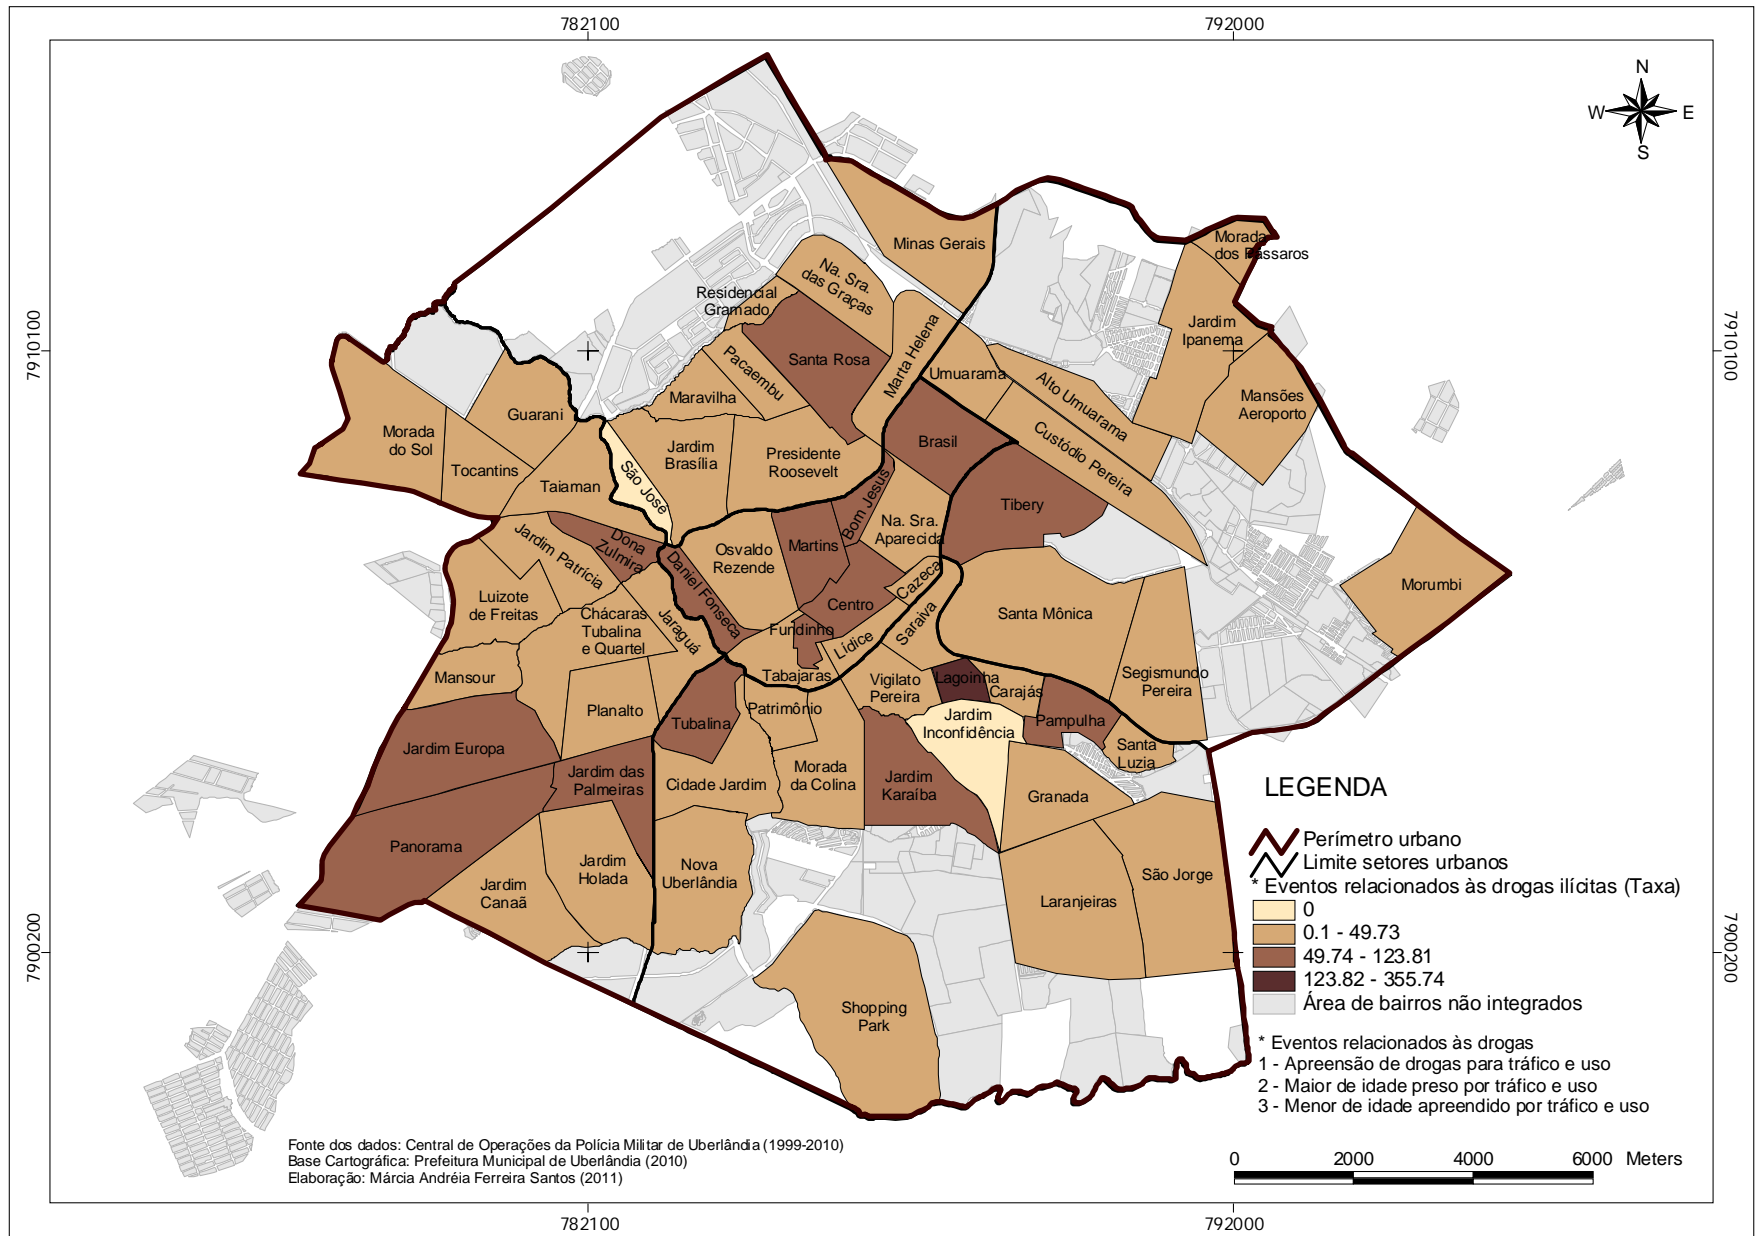 782100
792000
N
W
E
S
7910100
7910100
Minas Gerais
Morada
dos Pássaros
Na. Sra.
das Graças
Residencial
Gramado
Jardim
Ipanema
Santa Rosa
Marta Helena
Pacaembu
Umuarama
Alto Umuarama
Mansões
Aeroporto
Maravilha
Guarani
Morada
do Sol
Tocantins
Jardim
Brasília
Presidente
Roosevelt
Brasil
Custódio Pereira
Taiaman
São José
Bom Jesus
Tibery
Na. Sra.
Aparecida
Dona
Zulmira
Jardim Patrícia
Daniel Fonseca
Osvaldo
Rezende
Martins
Cazeca
Morumbi
Luizote
de Freitas
Chácaras
Tubalina
e Quartel
Jaraguá
Centro
Saraiva
Santa Mônica
Fundinho
Lídice
Mansour
Tabajaras
Vigilato
Pereira
Lagoinha
Carajás
Segismundo
Pereira
Planalto
Tubalina
Patrimônio
Jardim
Inconfidência
Pampulha
Jardim Europa
Santa
Luzia
Jardim das
Palmeiras
Cidade Jardim
Morada
da Colina
Jardim
Karaíba
Granada
Panorama
Jardim
Canaã
Jardim
Holada
Nova
Uberlândia
Laranjeiras
São Jorge
Shopping
Park
7900200
7900200
LEGENDA
Perímetro urbano
Limite setores urbanos
* Eventos relacionados às drogas ilícitas (Taxa)
0
0.1 - 49.73
49.74 - 123.81
123.82 - 355.74
Área de bairros não integrados
* Eventos relacionados às drogas
1 - Apreensão de drogas para tráfico e uso
2 - Maior de idade preso por tráfico e uso
3 - Menor de idade apreendido por tráfico e uso
Fonte dos dados: Central de Operações da Polícia Militar de Uberlândia (1999-2010)
Base Cartográfica: Prefeitura Municipal de Uberlândia (2010)
Elaboração: Márcia Andréia Ferreira Santos (2011)
0 2000 4000 6000 Meters
782100
792000